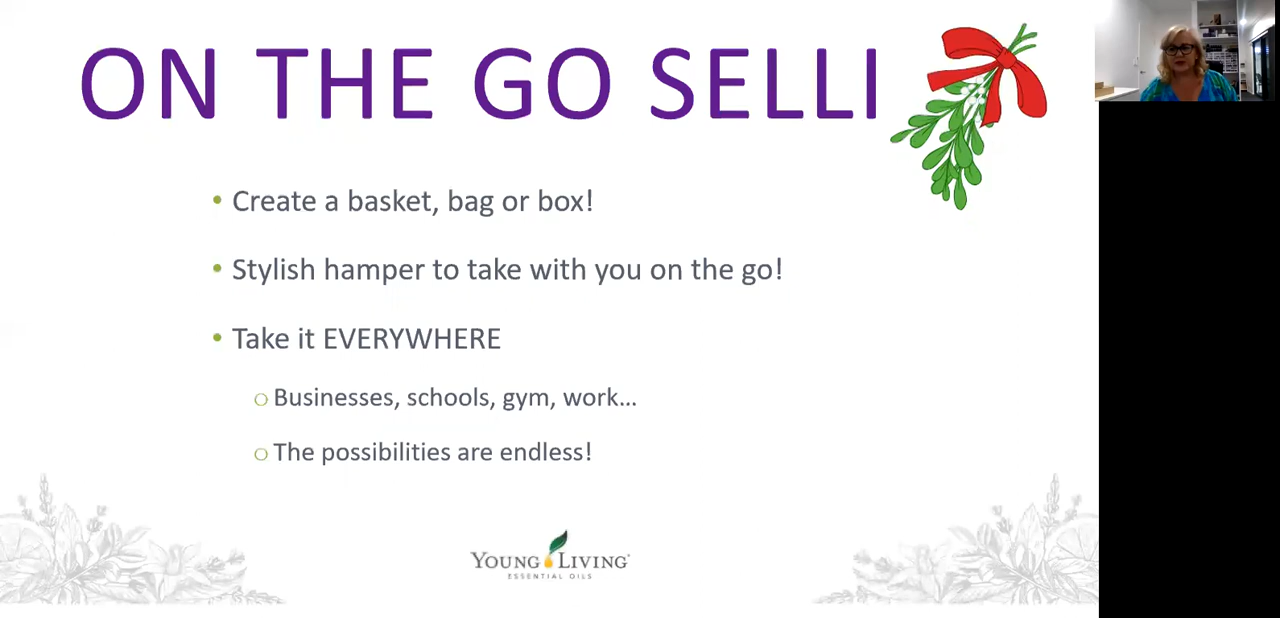 ON THE GO SELLI
• Create a basket, bag or box!
• Stylish hamper to take with you on the go!
• Take it EVERYWHERE
o Businesses, schools, gym, work...
o The possibilities are endless!
YOUNG LIVING
ESSENTIAL OILS